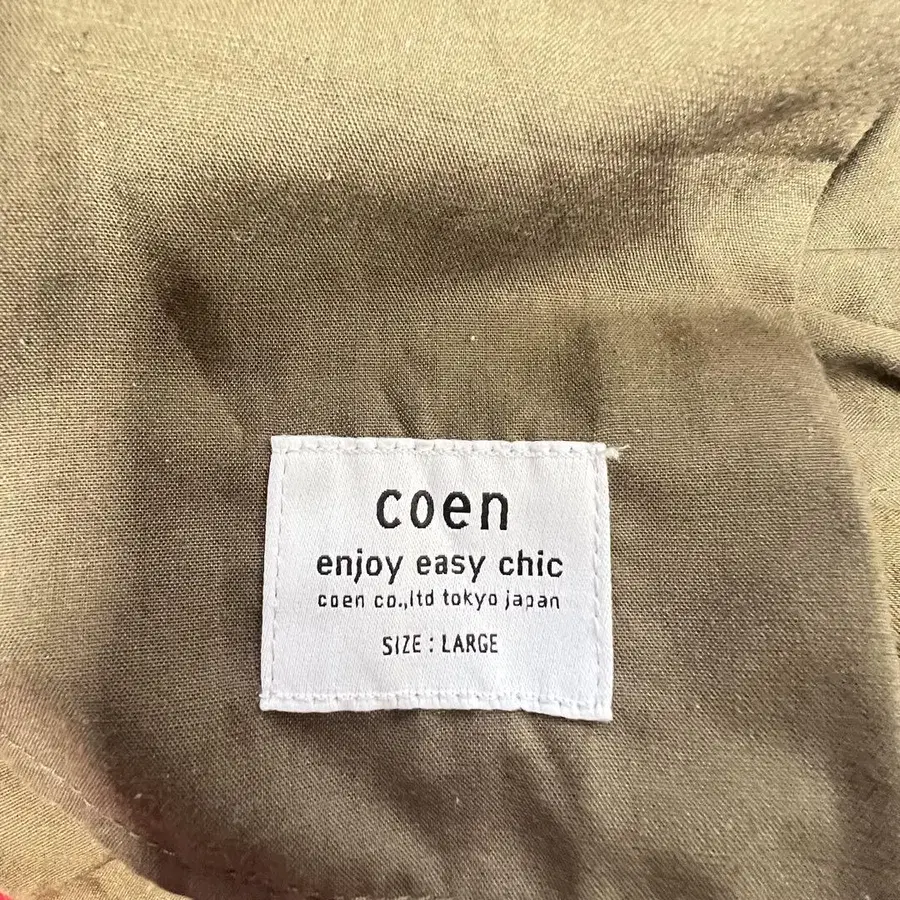 coen
enjoy easy chic
coen co.,ltd tokyo japan
SIZE : LARGE